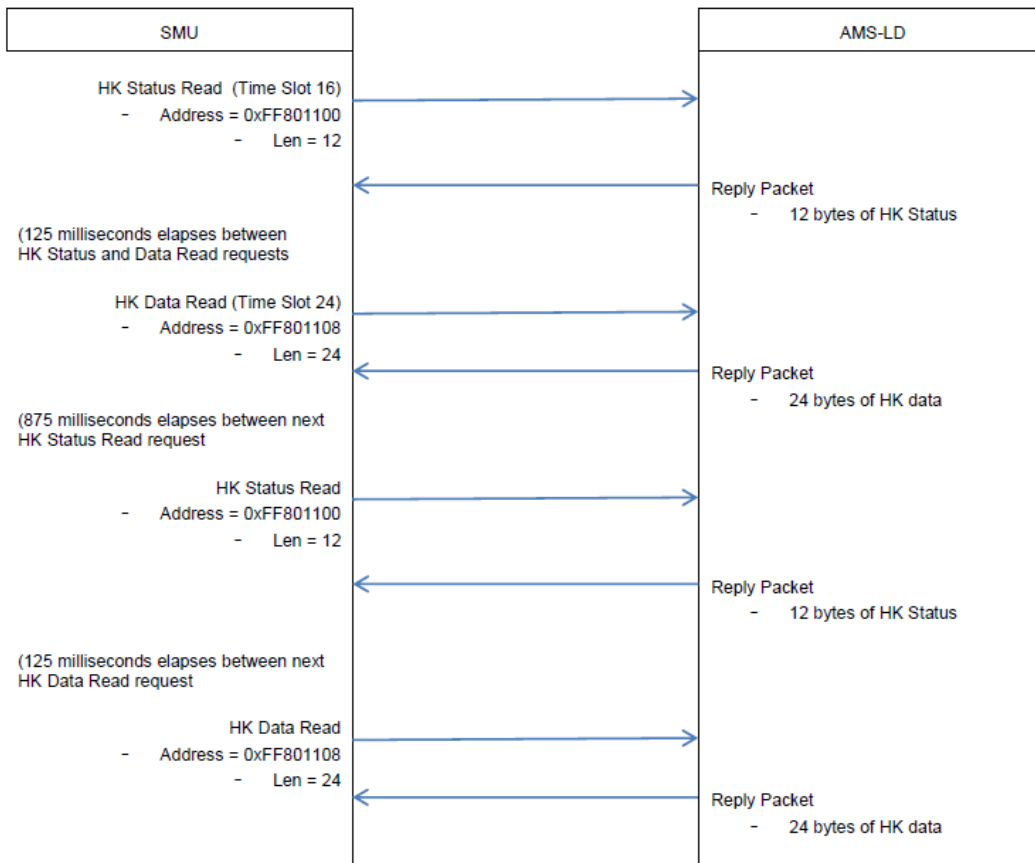 SMU
AMS-LD
HK Status Read (Time Slot 16)
- Address = 0xFF801100
- Len = 12
Reply Packet
- 12 bytes of HK Status
(125 milliseconds elapses between
HK Status and Data Read requests
HK Data Read (Time Slot 24)
- Address = 0xFF801108
- Len = 24
Reply Packet
- 24 bytes of HK data
(875 milliseconds elapses between next
HK Status Read request
HK Status Read
- Address = 0xFF801100
- Len = 12
Reply Packet
- 12 bytes of HK Status
(125 milliseconds elapses between next
HK Data Read request
HK Data Read
- Address = 0xFF801108
- Len = 24
Reply Packet
- 24 bytes of HK data